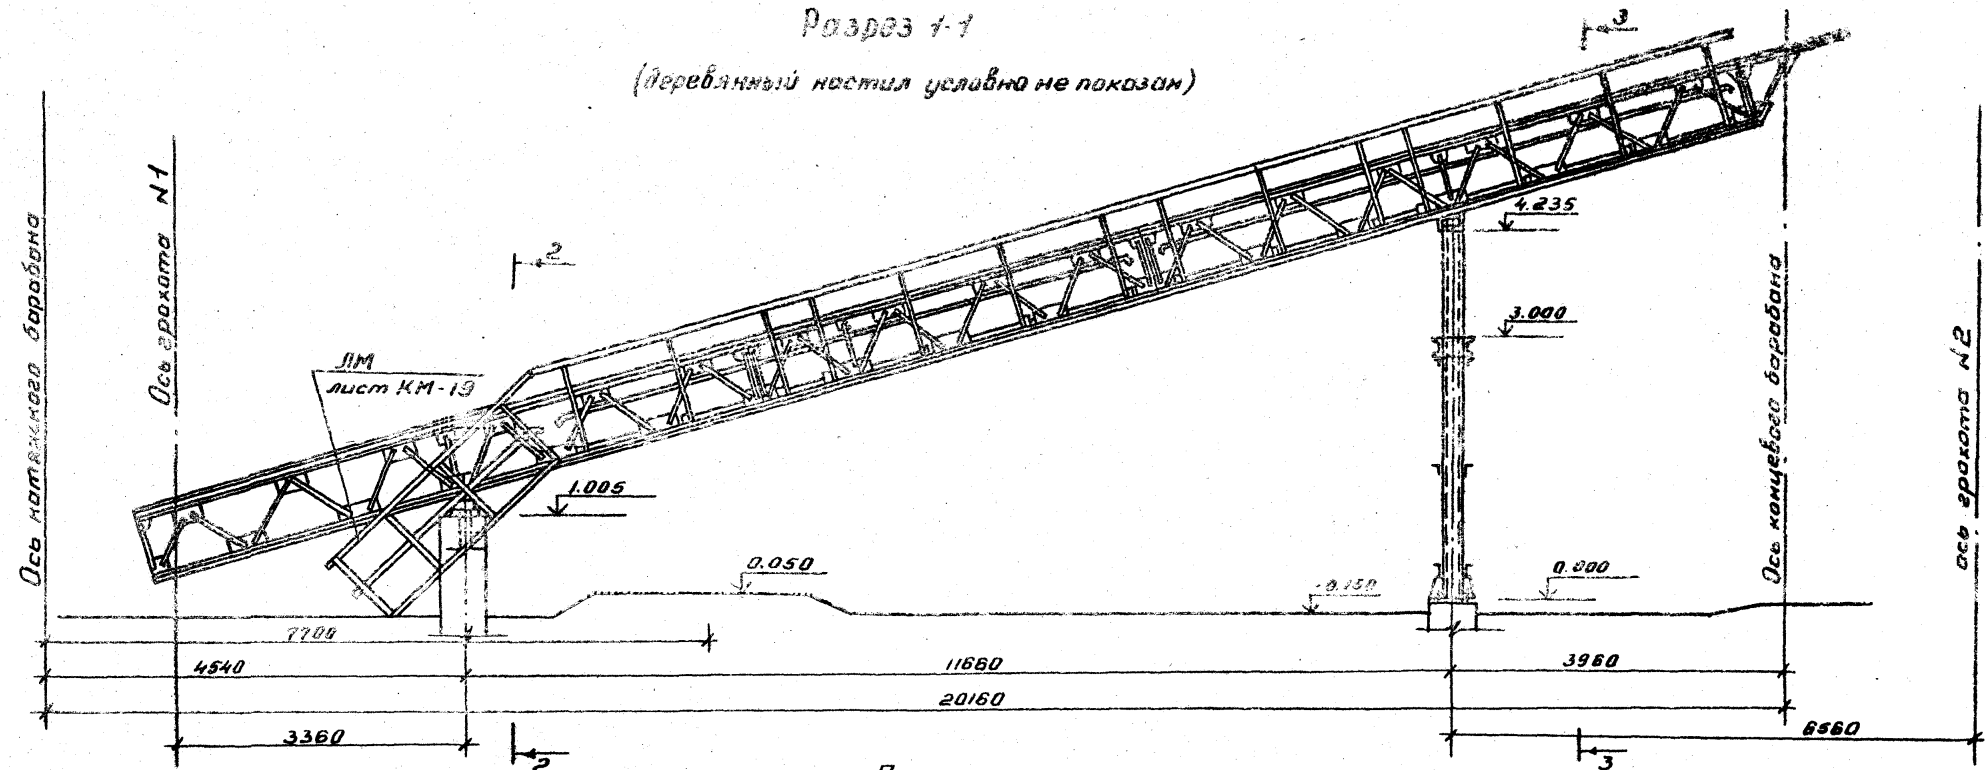 Разрез 1-1
(деревянный настил условно не показан)
3
Ось натяжного барабана
Ось грохота №1
2
ЛМ
лист КМ-19
4.235
3.000
Ось концевого барабана
ось грохота №2
1.005
0.050
-0.150
0.000
7700
4540
11660
3960
20160
3360
6560
2
3